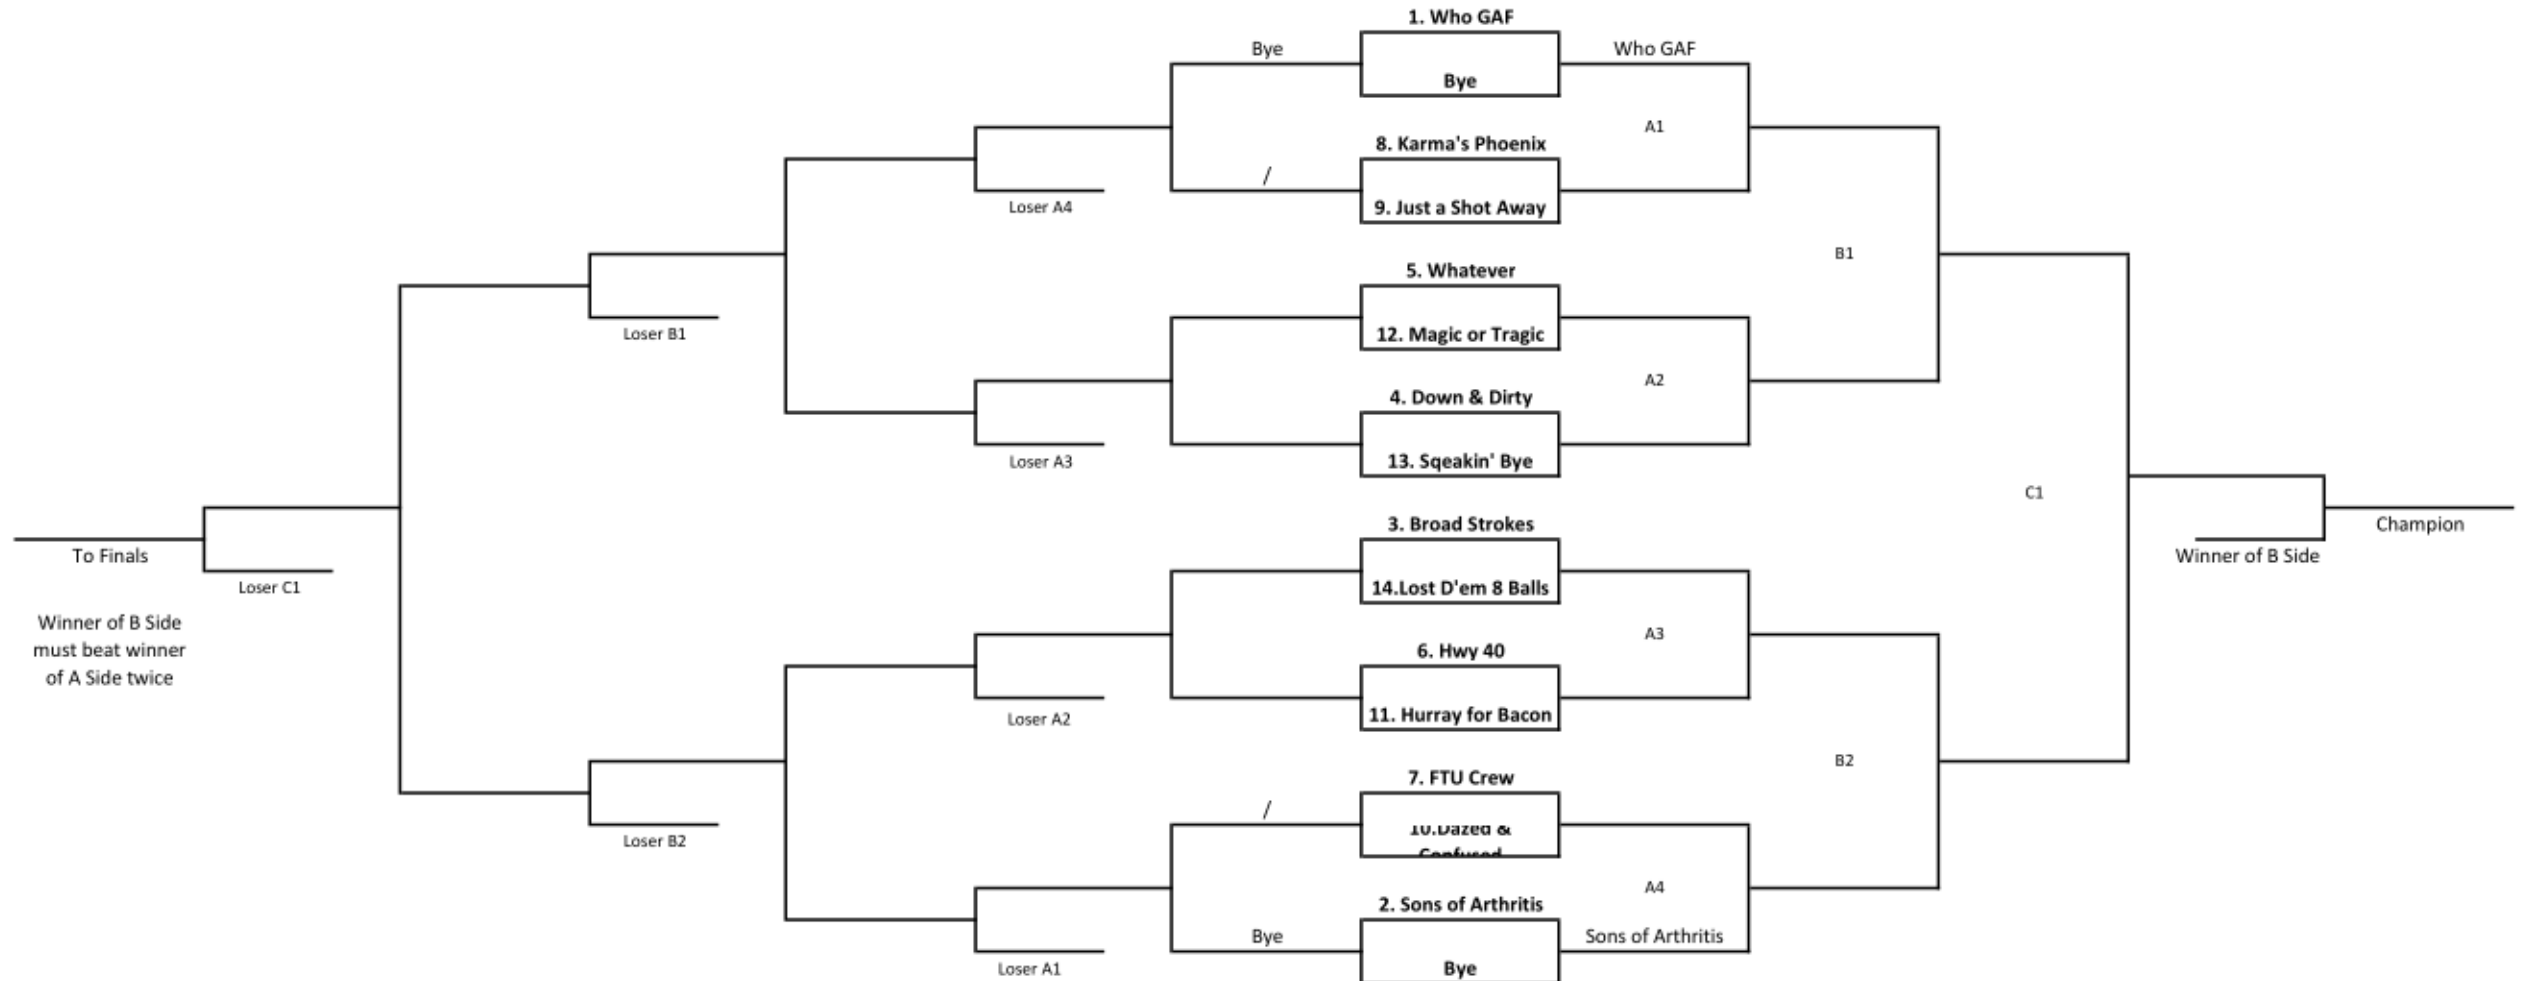 1. Who GAF
Bye
Who GAF
Bye
A1
8. Karma's Phoenix
/
9. Just a Shot Away
Loser A4
B1
5. Whatever
Loser B1
12. Magic or Tragic
A2
4. Down & Dirty
Loser A3
13. Sqeakin' Bye
C1
3. Broad Strokes
Champion
To Finals
Winner of B Side
Loser C1
14.Lost D'em 8 Balls
Winner of B Side
must beat winner
of A Side twice
A3
6. Hwy 40
Loser A2
11. Hurray for Bacon
B2
7. FTU Crew
/
10.Dazed &
Confused
Loser B2
A4
2. Sons of Arthritis
Bye
Sons of Arthritis
Loser A1
Bye